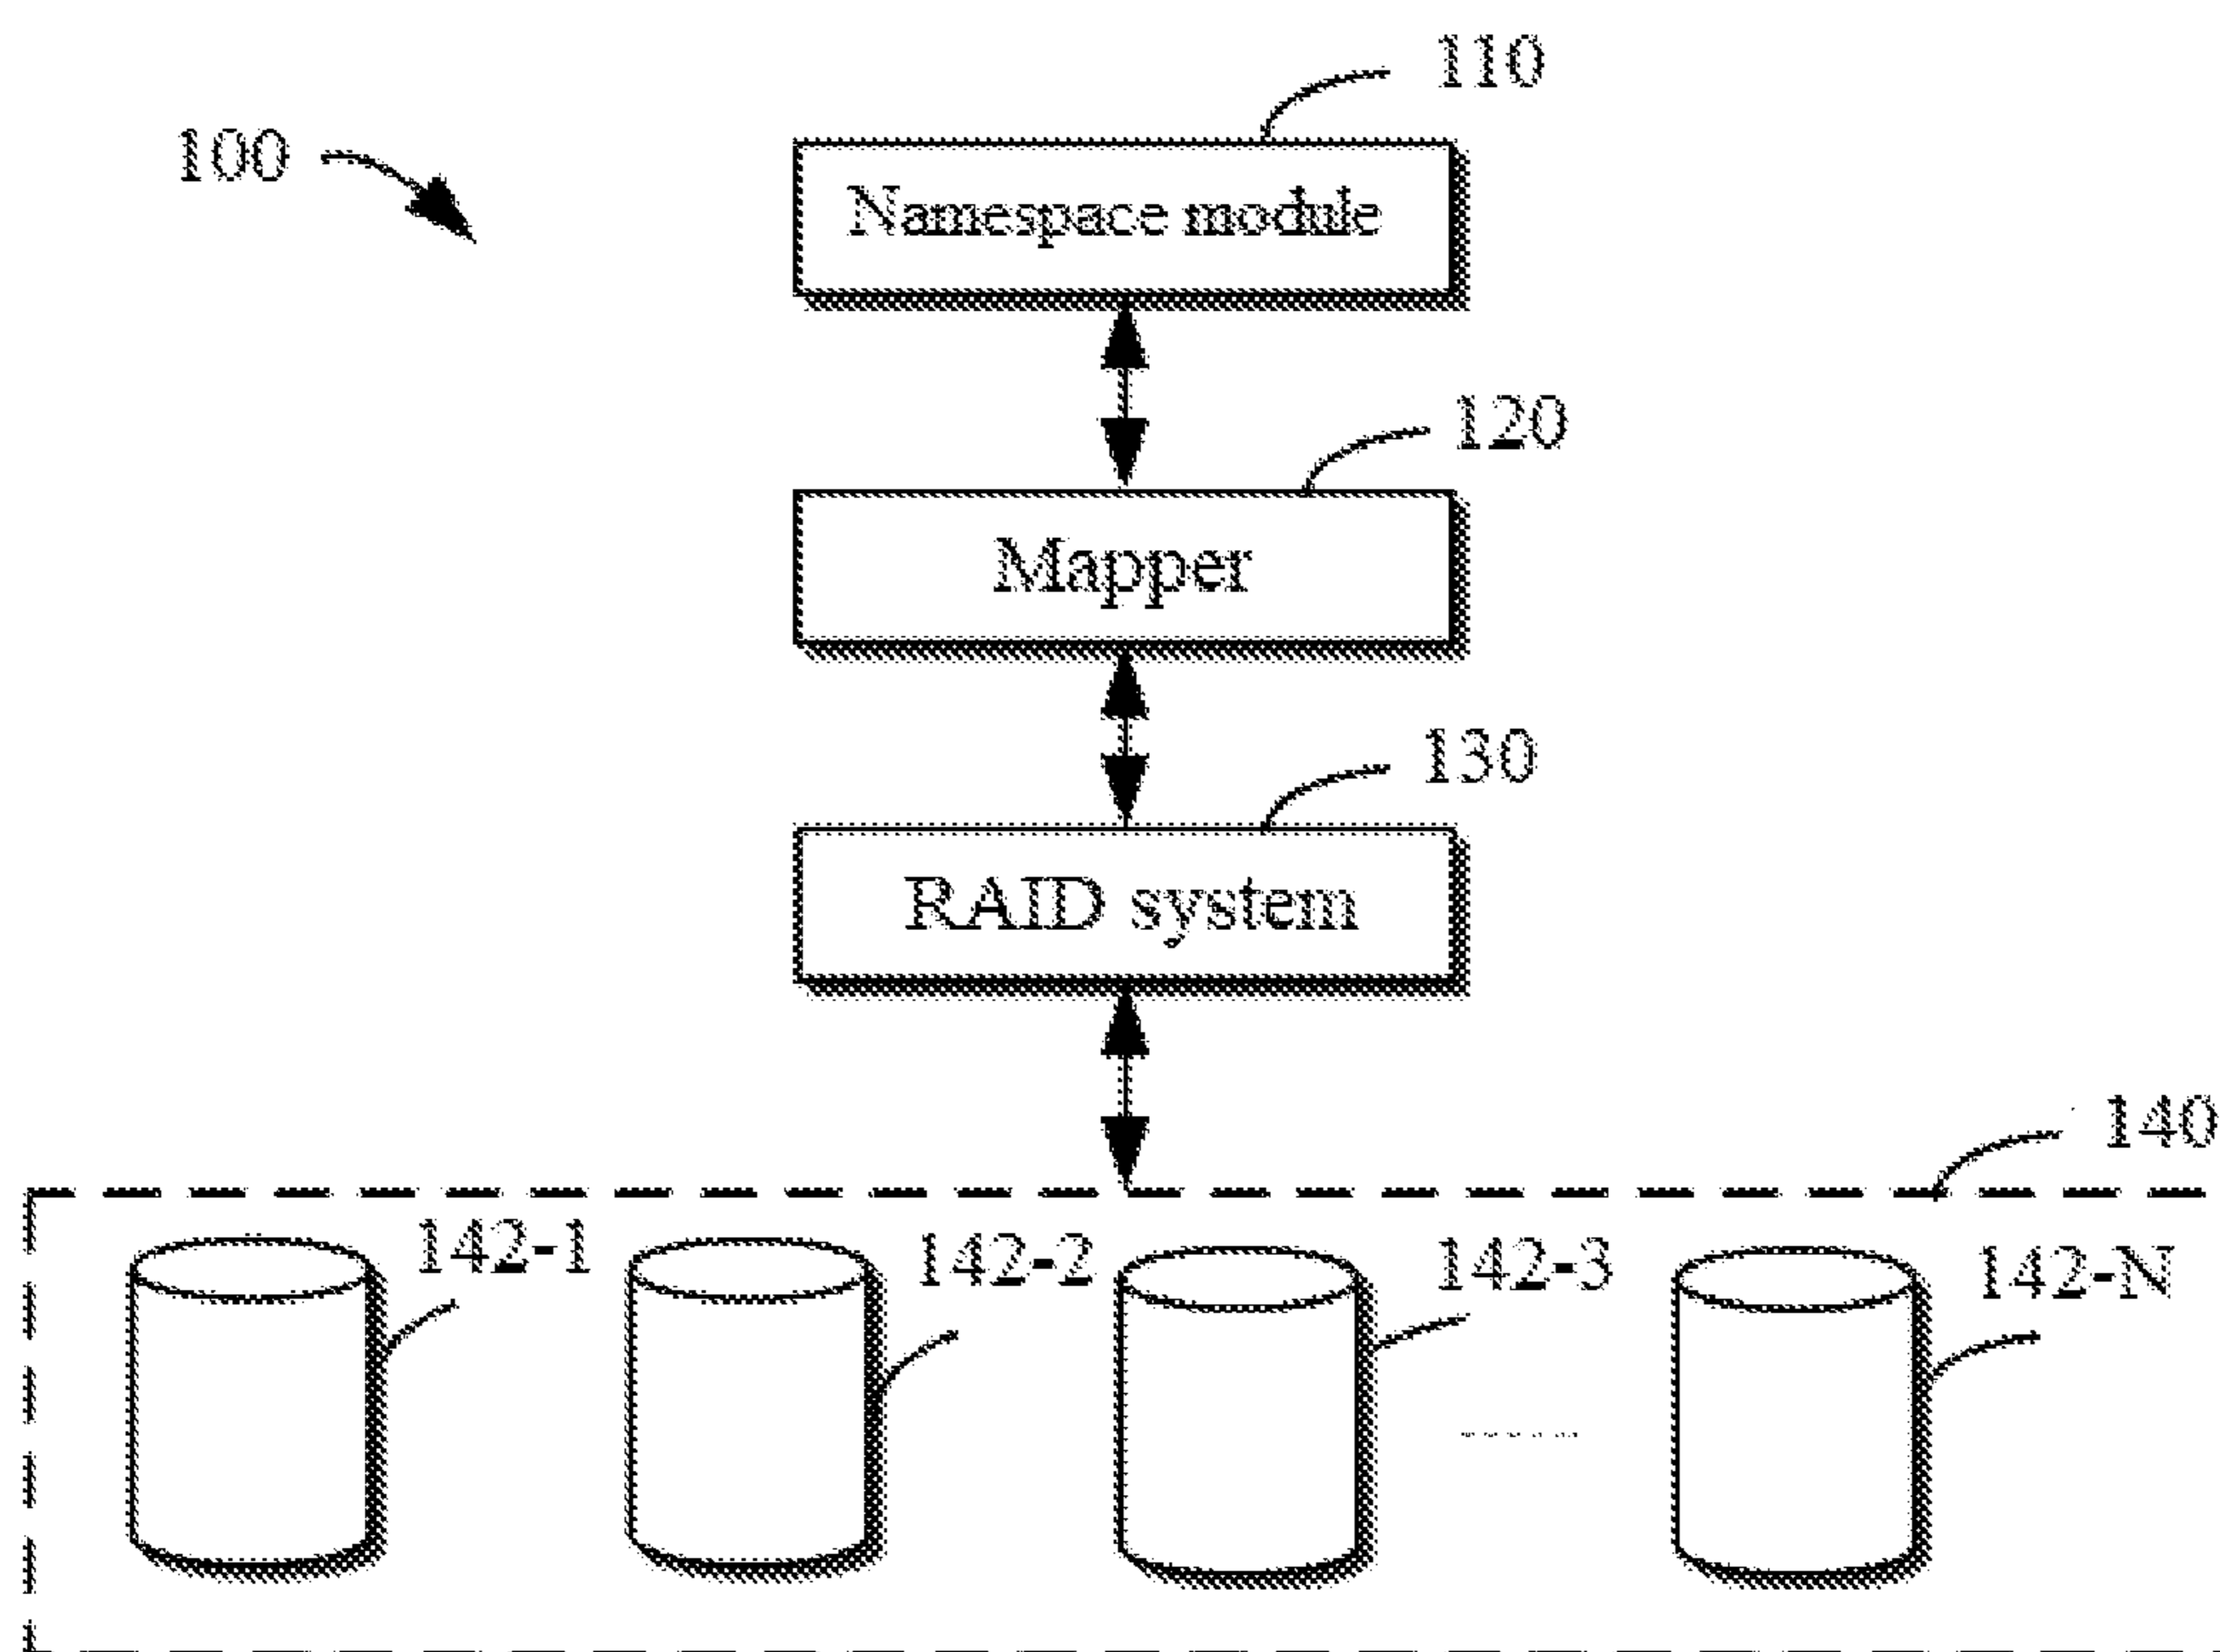 110
100
Namespace module
120
Mapper
130
RAID system
140
142-1
142-2
142-3
142-N